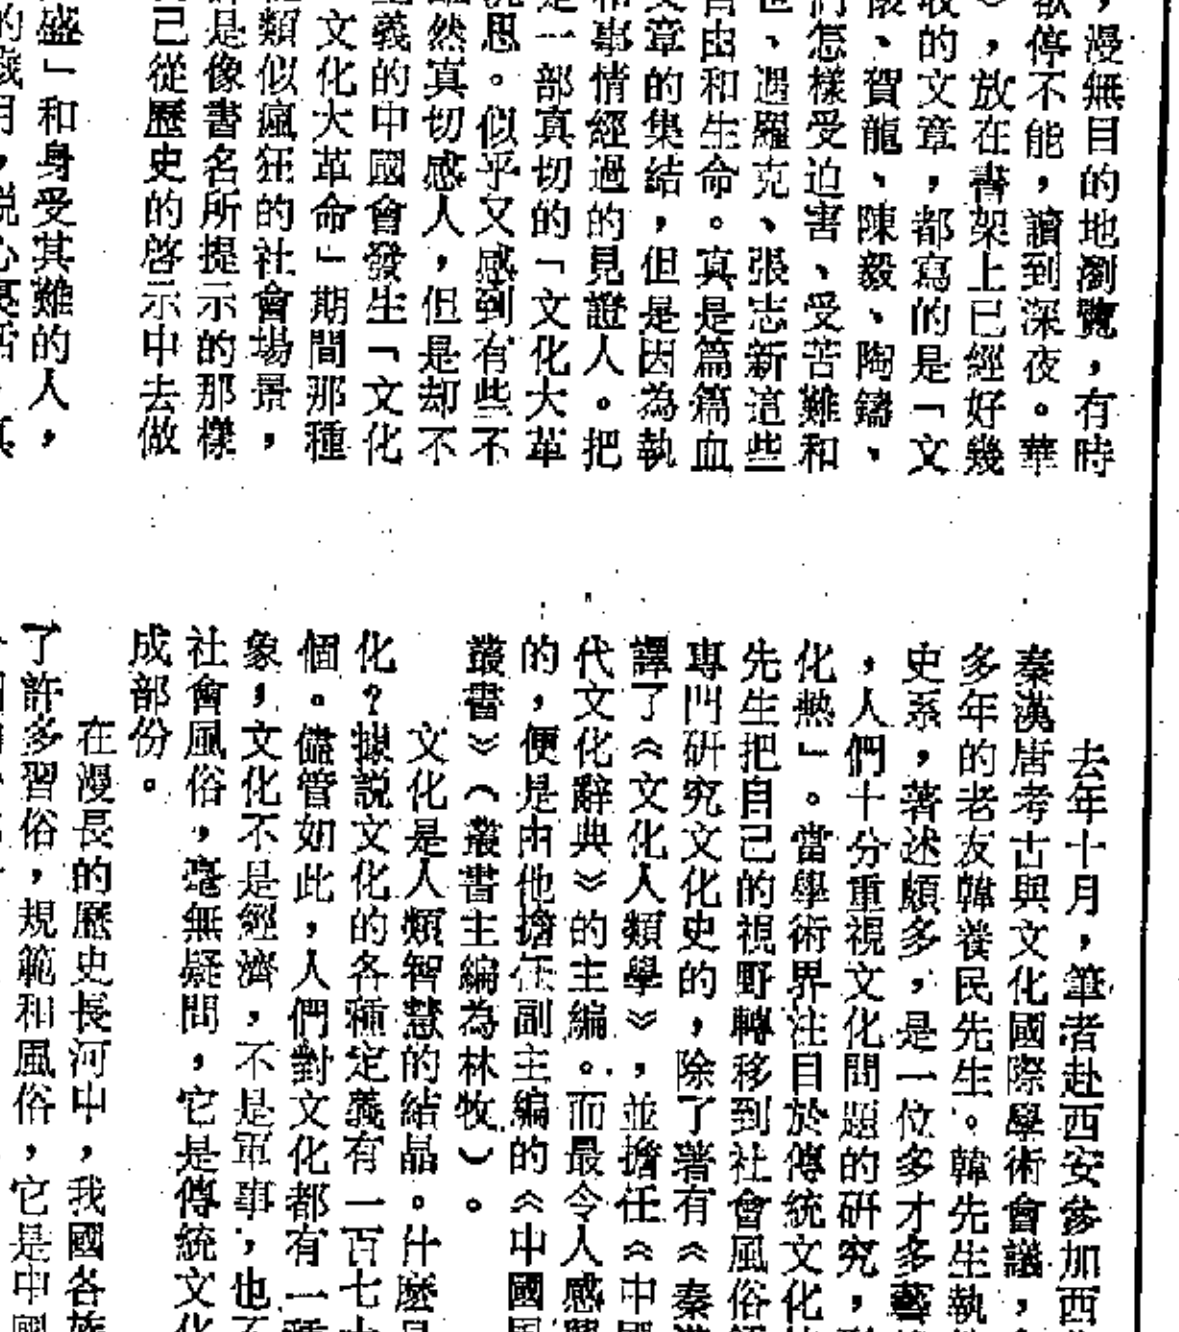 ，漫無目的地瀏覽，有時
欲停不能，讀到深夜。華
》，放在書架上已經好幾
收的文章，都寫的是「文
懷、賀龍、陳毅、陶鑄、
們怎樣受迫害、受苦難和
也、遇羅克、張志新這些
自由和生命。真是篇篇血
文章的集結，但是因為執
和事情經過的見證人。把
是一部真切的「文化大革
沉思。似乎又感到有些不
雖然真切感人，但是却不
主義的中國會發生「文化
文化大革命」期間那種
種類似瘋狂的社會場景，
許是像書名所提示的那樣
自己從歷史的啓示中去做
盛」和身受其難的人，
的歲月，說心裏話，真
去年十月，筆者赴西安參加西
秦漢唐考古與文化國際學術會議，
多年的老友韓養民先生。韓先生執
史系，著述頗多，是一位多才多藝
，人們十分重視文化問題的研究，
化熱」。當學術界注目於傳統文化
先生把自己的視野轉移到社會風俗
專門研究文化史的，除了著有《秦漢
譯了《文化人類學》，並擔任《中國
代文化辭典》的主編。而最令人感興
的，便是由他擔任副主編的《中國風
叢書》（叢書主編為林牧）。
文化是人類智慧的結晶。什麼是
化？據說文化的各種定義有一百七十
個。儘管如此，人們對文化都有一種
象，文化不是經濟，不是軍事，也不
社會風俗，毫無疑問，它是傳統文化
成部份。
在漫長的歷史長河中，我國各族
了許多習俗，規範和風俗，它是中國